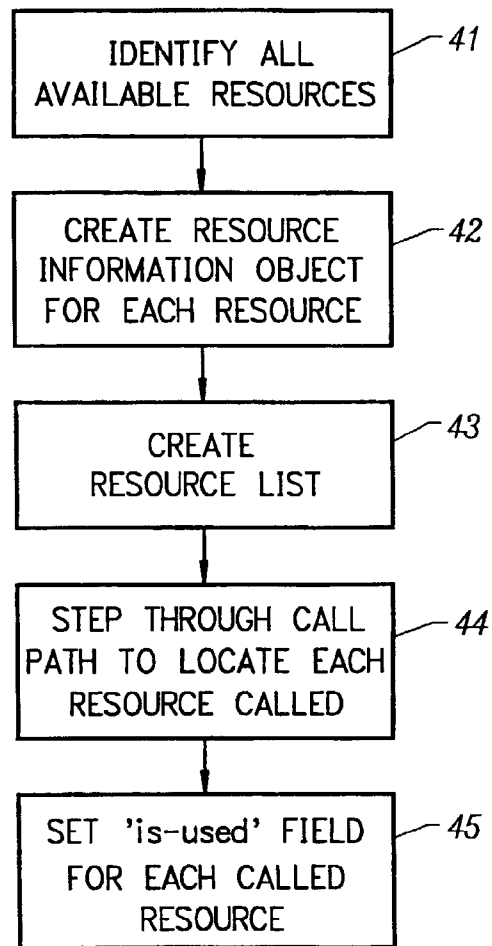 IDENTIFY ALL
AVAILABLE RESOURCES
41
CREATE RESOURCE
INFORMATION OBJECT
FOR EACH RESOURCE
42
CREATE
RESOURCE LIST
43
STEP THROUGH CALL
PATH TO LOCATE EACH
RESOURCE CALLED
44
SET 'is-used' FIELD
FOR EACH CALLED
RESOURCE
45